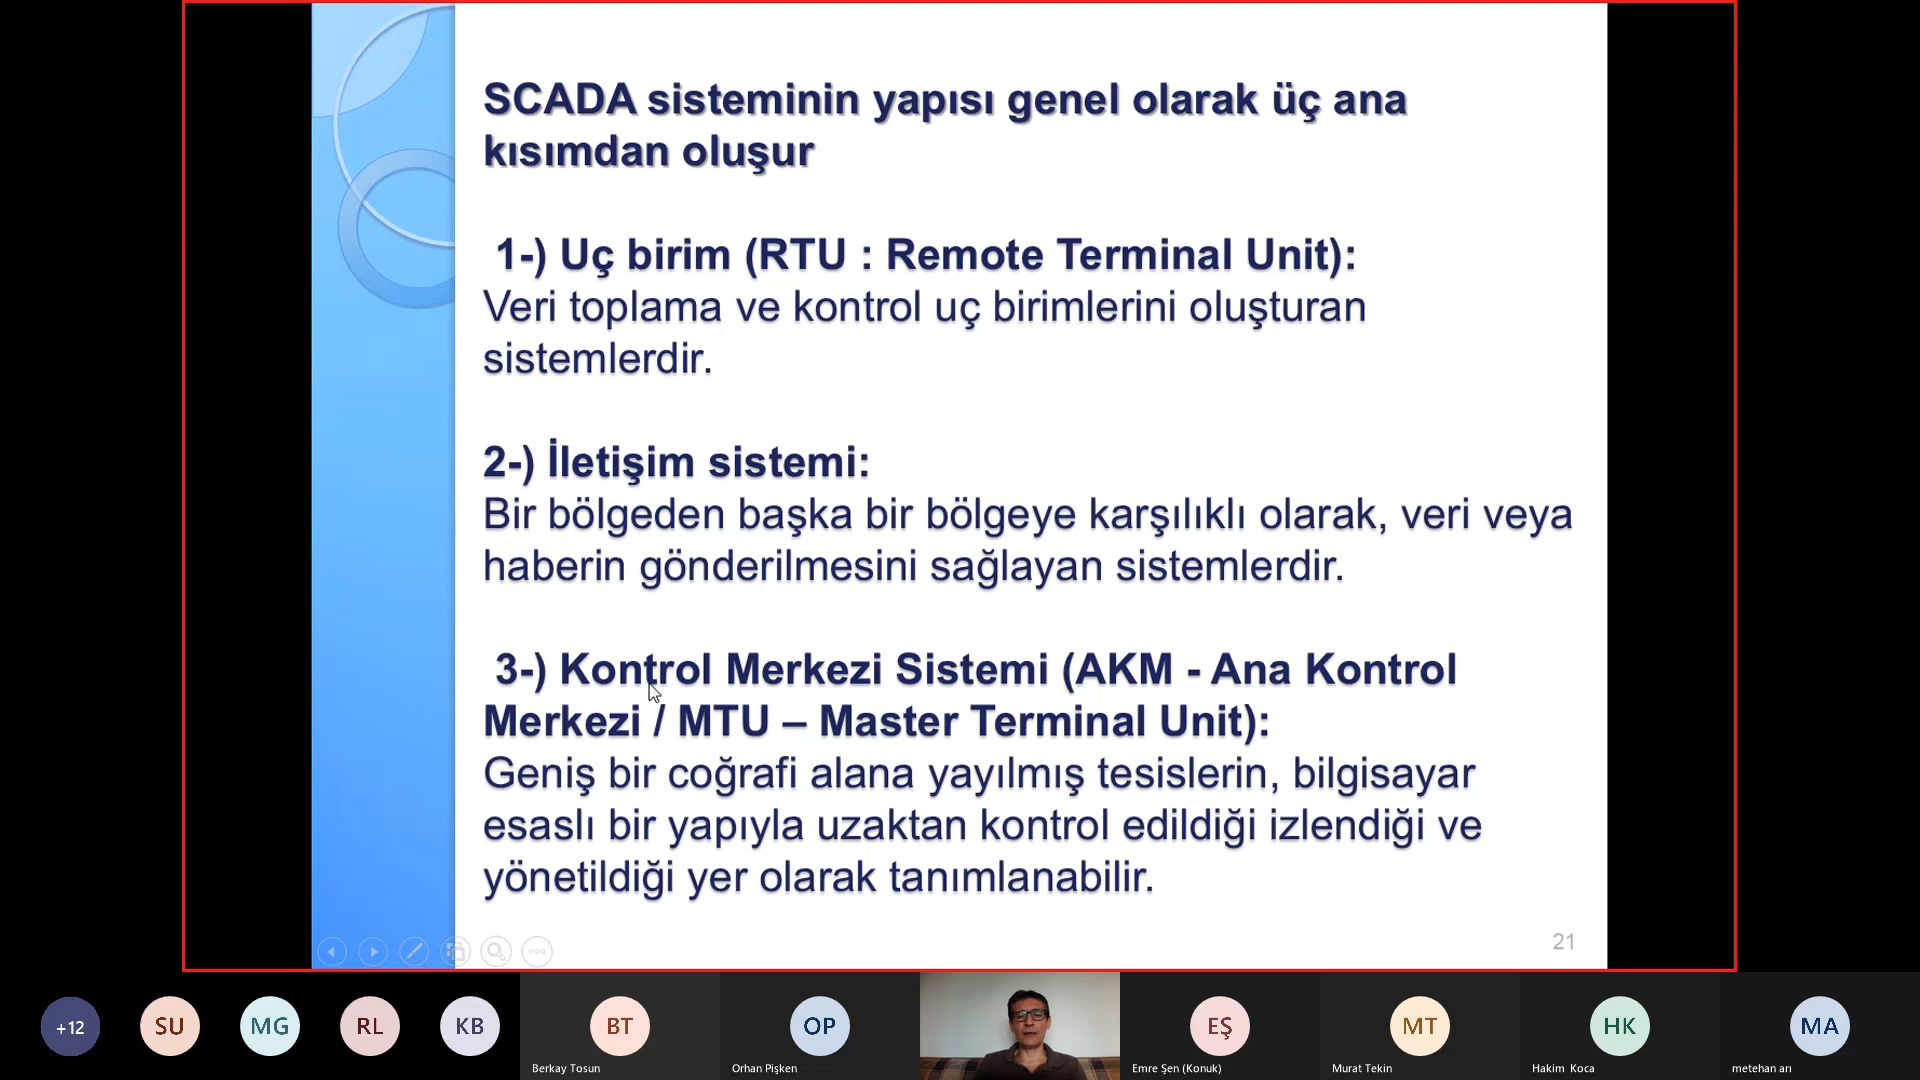 SCADA sisteminin yapısı genel olarak üç ana
kısımdan oluşur
1-) Uç birim (RTU : Remote Terminal Unit):
Veri toplama ve kontrol uç birimlerini oluşturan
sistemlerdir.
2-) İletişim sistemi:
Bir bölgeden başka bir bölgeye karşılıklı olarak, veri veya
haberin gönderilmesini sağlayan sistemlerdir.
3-) Kontrol Merkezi Sistemi (AKM - Ana Kontrol
Merkezi / MTU – Master Terminal Unit):
Geniş bir coğrafi alana yayılmış tesislerin, bilgisayar
esaslı bir yapıyla uzaktan kontrol edildiği izlendiği ve
yönetildiği yer olarak tanımlanabilir.
21
+12 SU MG RL KB BT OP EŞ MT HK MA
Berkay Tosun Orhan Pişken Emre Şen (Konuk) Murat Tekin Hakim Koca metehan arı